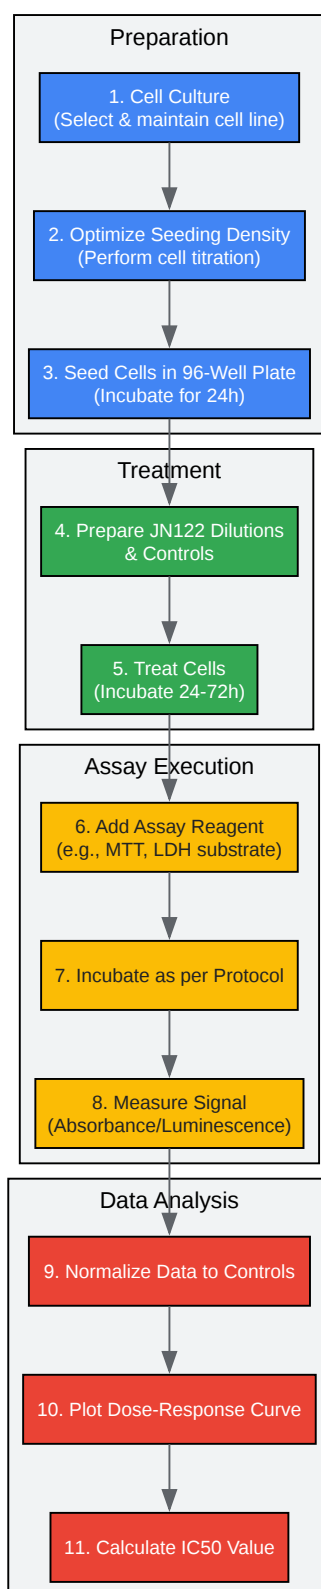 Preparation
1. Cell Culture
(Select & maintain cell line)
2. Optimize Seeding Density
(Perform cell titration)
3. Seed Cells in 96-Well Plate
(Incubate for 24h)
Treatment
4. Prepare JN122 Dilutions
& Controls
5. Treat Cells
(Incubate 24-72h)
Assay Execution
6. Add Assay Reagent
(e.g., MTT, LDH substrate)
7. Incubate as per Protocol
8. Measure Signal
(Absorbance/Luminescence)
Data Analysis
9. Normalize Data to Controls
10. Plot Dose-Response Curve
11. Calculate IC50 Value